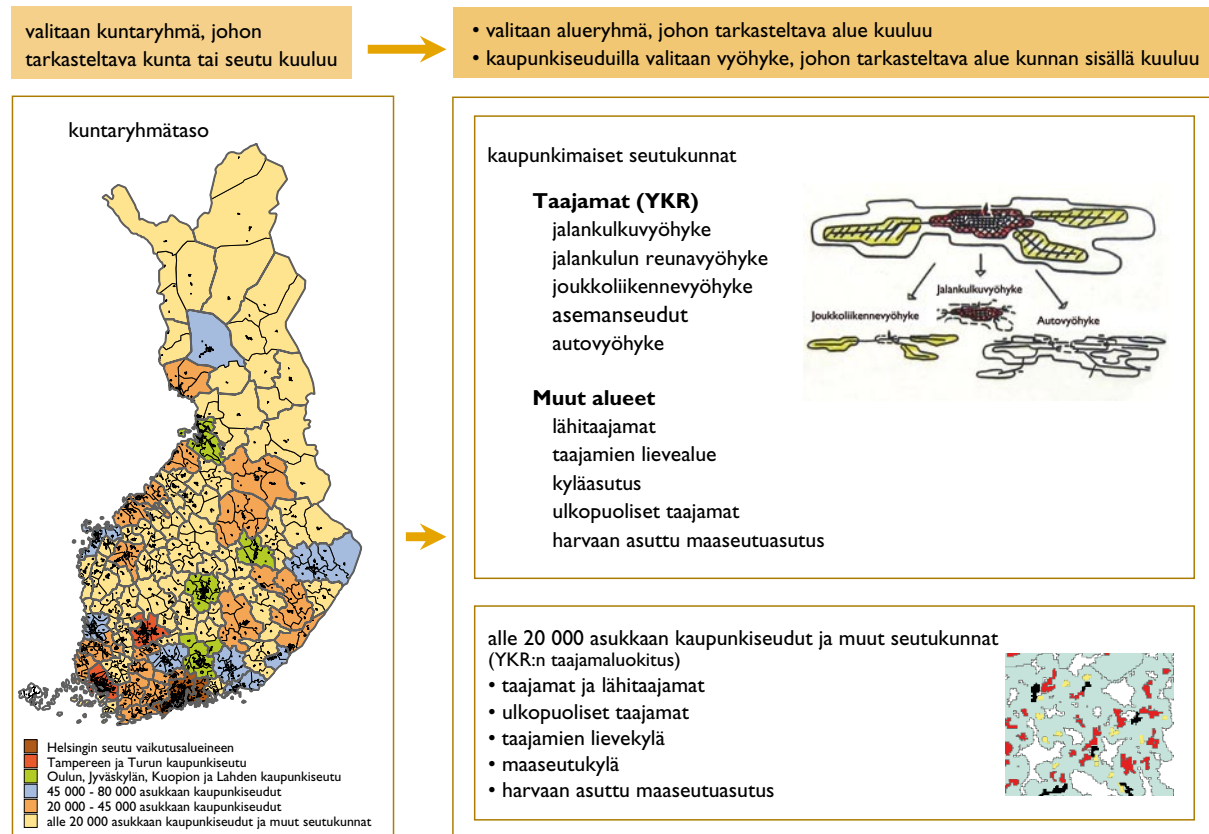 valitaan kuntaryhmä, johon
tarkasteltava kunta tai seutu kuuluu
• valitaan alueryhmä, johon tarkasteltava alue kuuluu
• kaupunkiseuduilla valitaan vyöhyke, johon tarkasteltava alue kunnan sisällä kuuluu
kuntaryhmätaso
Helsingin seutu vaikutusalueineen
Tampereen ja Turun kaupunkiseutu
Oulun, Jyväskylän, Kuopion ja Lahden kaupunkiseutu
45 000 - 80 000 asukkaan kaupunkiseudut
20 000 - 45 000 asukkaan kaupunkiseudut
alle 20 000 asukkaan kaupunkiseudut ja muut seutukunnat
kaupunkimaiset seutukunnat
Taajamat (YKR)
jalankulkuvyöhyke
jalankulun reunavyöhyke
joukkoliikennevyöhyke
asemanseudut
autovyöhyke
Muut alueet
lähitaajamat
taajamien lievealue
kyläasutus
ulkopuoliset taajamat
harvaan asuttu maaseutuasutus
Jalankulkuvyöhyke
Joukkoliikennevyöhyke
Autovyöhyke
alle 20 000 asukkaan kaupunkiseudut ja muut seutukunnat
(YKR:n taajamaluokitus)
• taajamat ja lähitaajamat
• ulkopuoliset taajamat
• taajamien lievekylä
• maaseutukylä
• harvaan asuttu maaseutuasutus